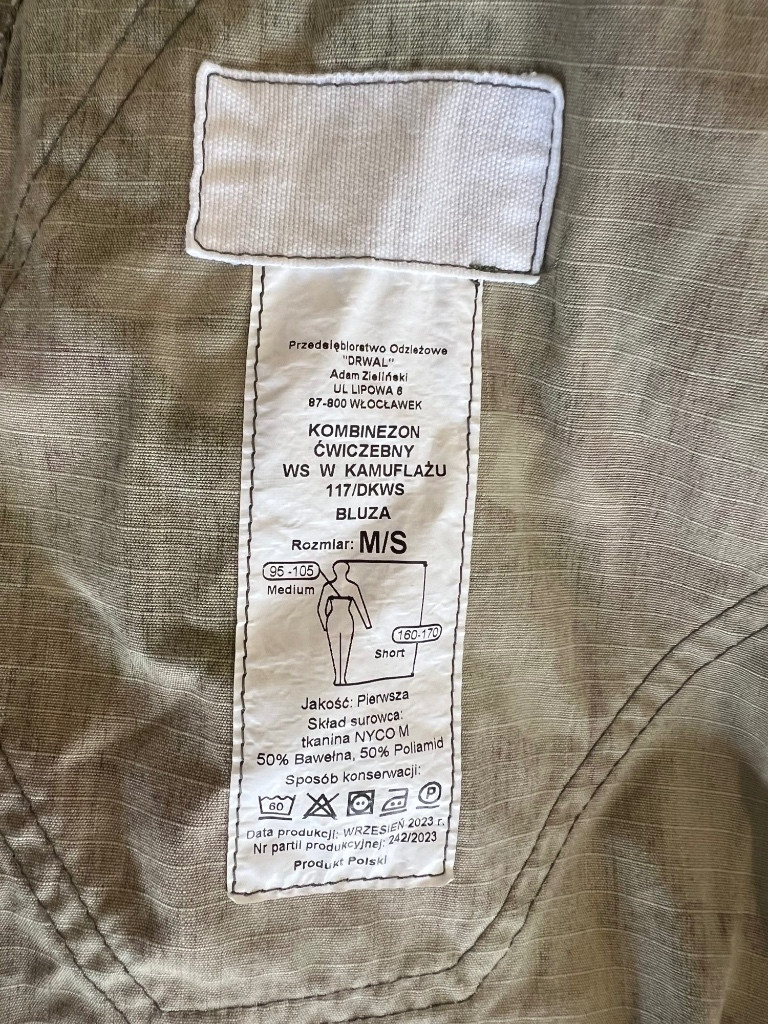 Przedsiębiorstwo Odzieżowe
"DRWAL"
Adam Zieliński
UL LIPOWA 6
87-800 WŁOCŁAWEK
KOMBINEZON
ĆWICZEBNY
WS W KAMUFLAŻU
117/DKWS
BLUZA
Rozmiar: M/S
95 -105
Medium
160-170
Short
Jakość: Pierwsza
Skład surowca:
tkanina NYCO M
50% Bawełna, 50% Poliamid
Sposób konserwacji:
60 P
Data produkcji: WRZESIEŃ 2023 r.
Nr partii produkcyjnej: 242/2023
Produkt Polski